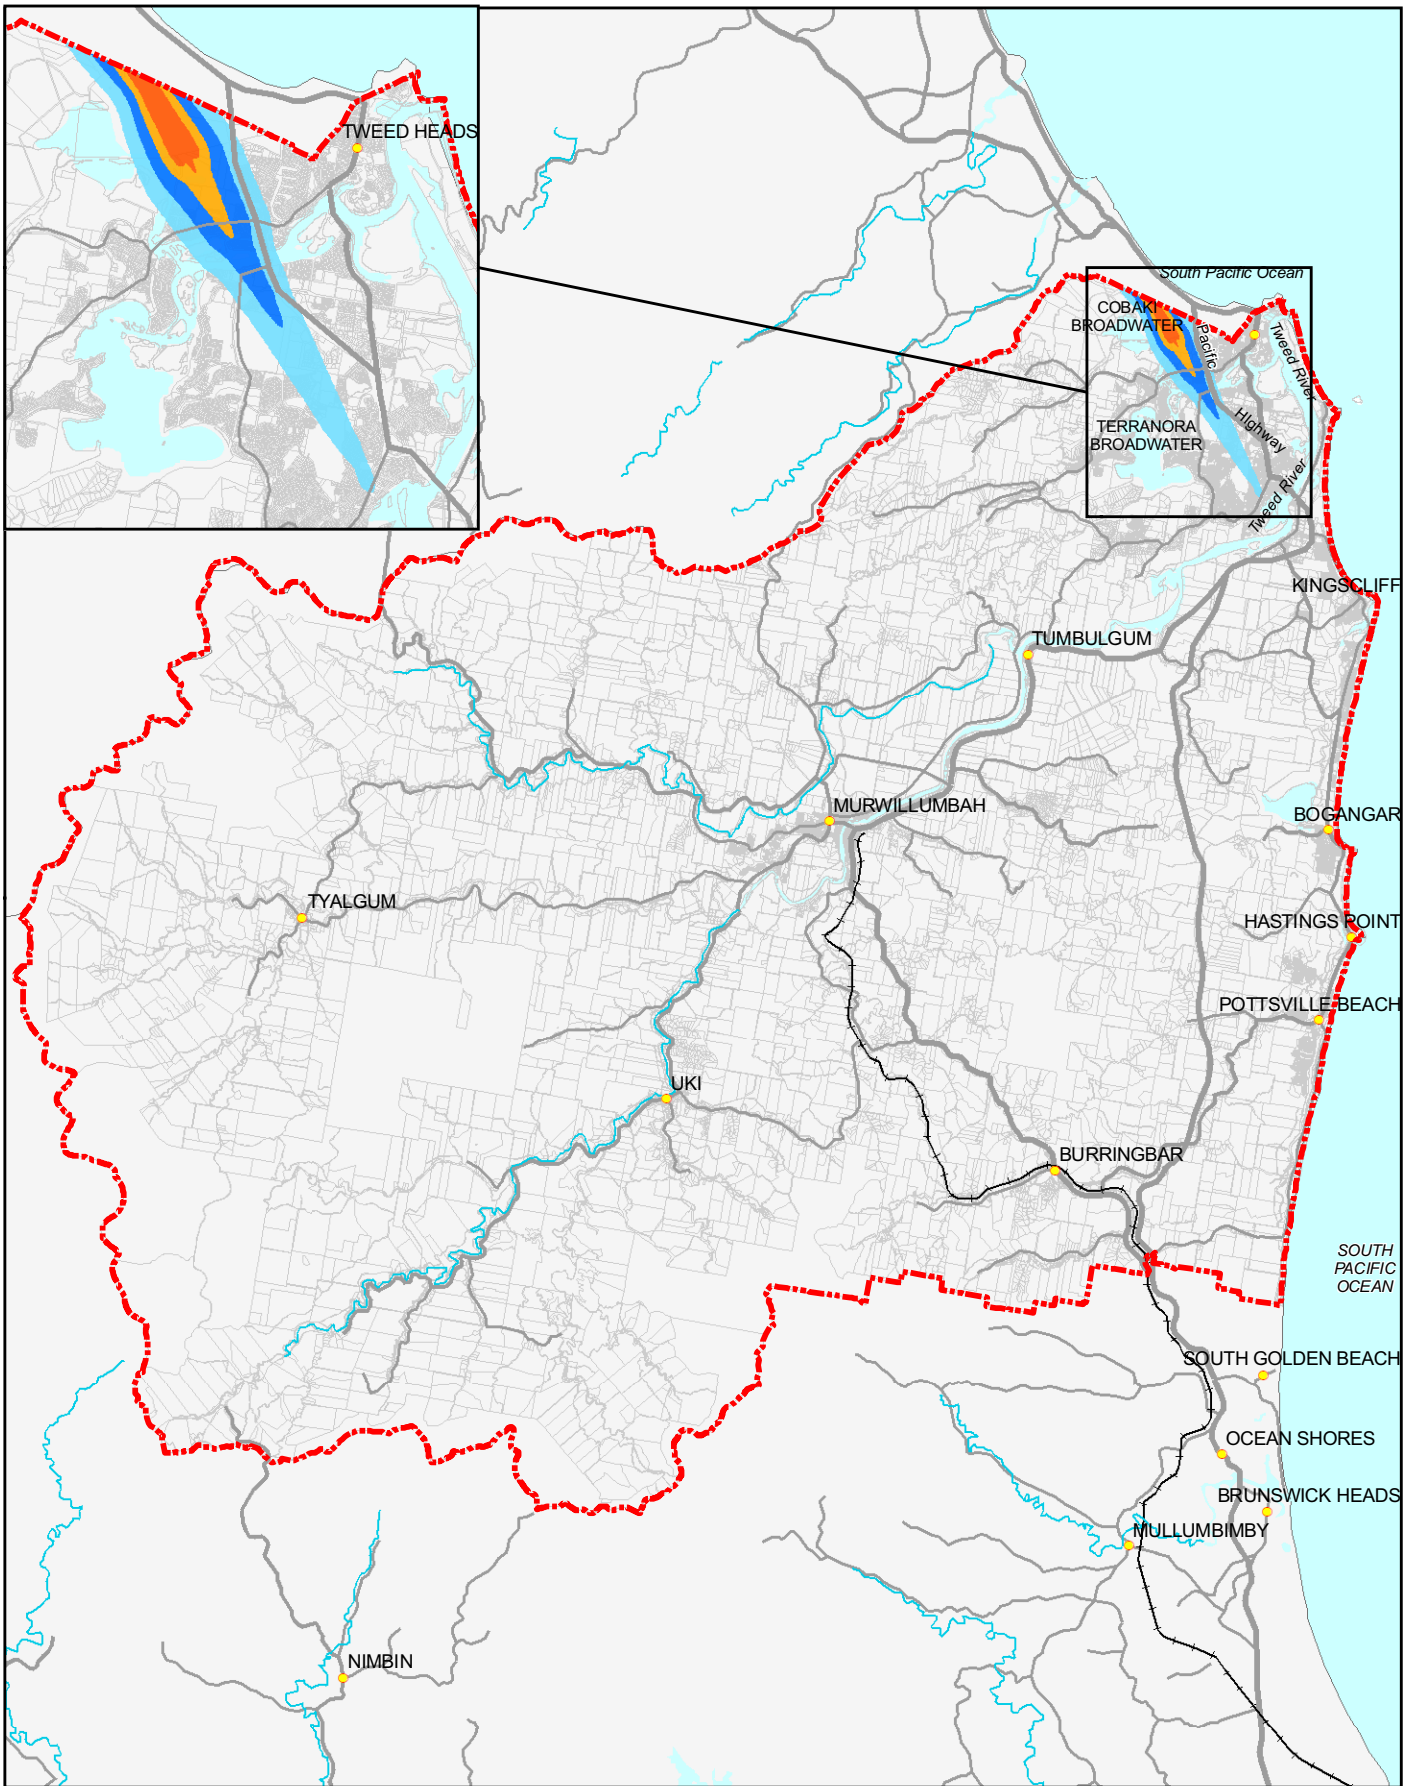 TWEED HEADS
South Pacific Ocean
COBAKI
BROADWATER
Pacific
Tweed River
HIghway
TERRANORA
BROADWATER
Tweed River
KINGSCLIFF
TUMBULGUM
MURWILLUMBAH
BOGANGAR
TYALGUM
HASTINGS POINT
POTTSVILLE BEACH
UKI
BURRINGBAR
SOUTH
PACIFIC
OCEAN
SOUTH GOLDEN BEACH
OCEAN SHORES
BRUNSWICK HEADS
MULLUMBIMBY
NIMBIN